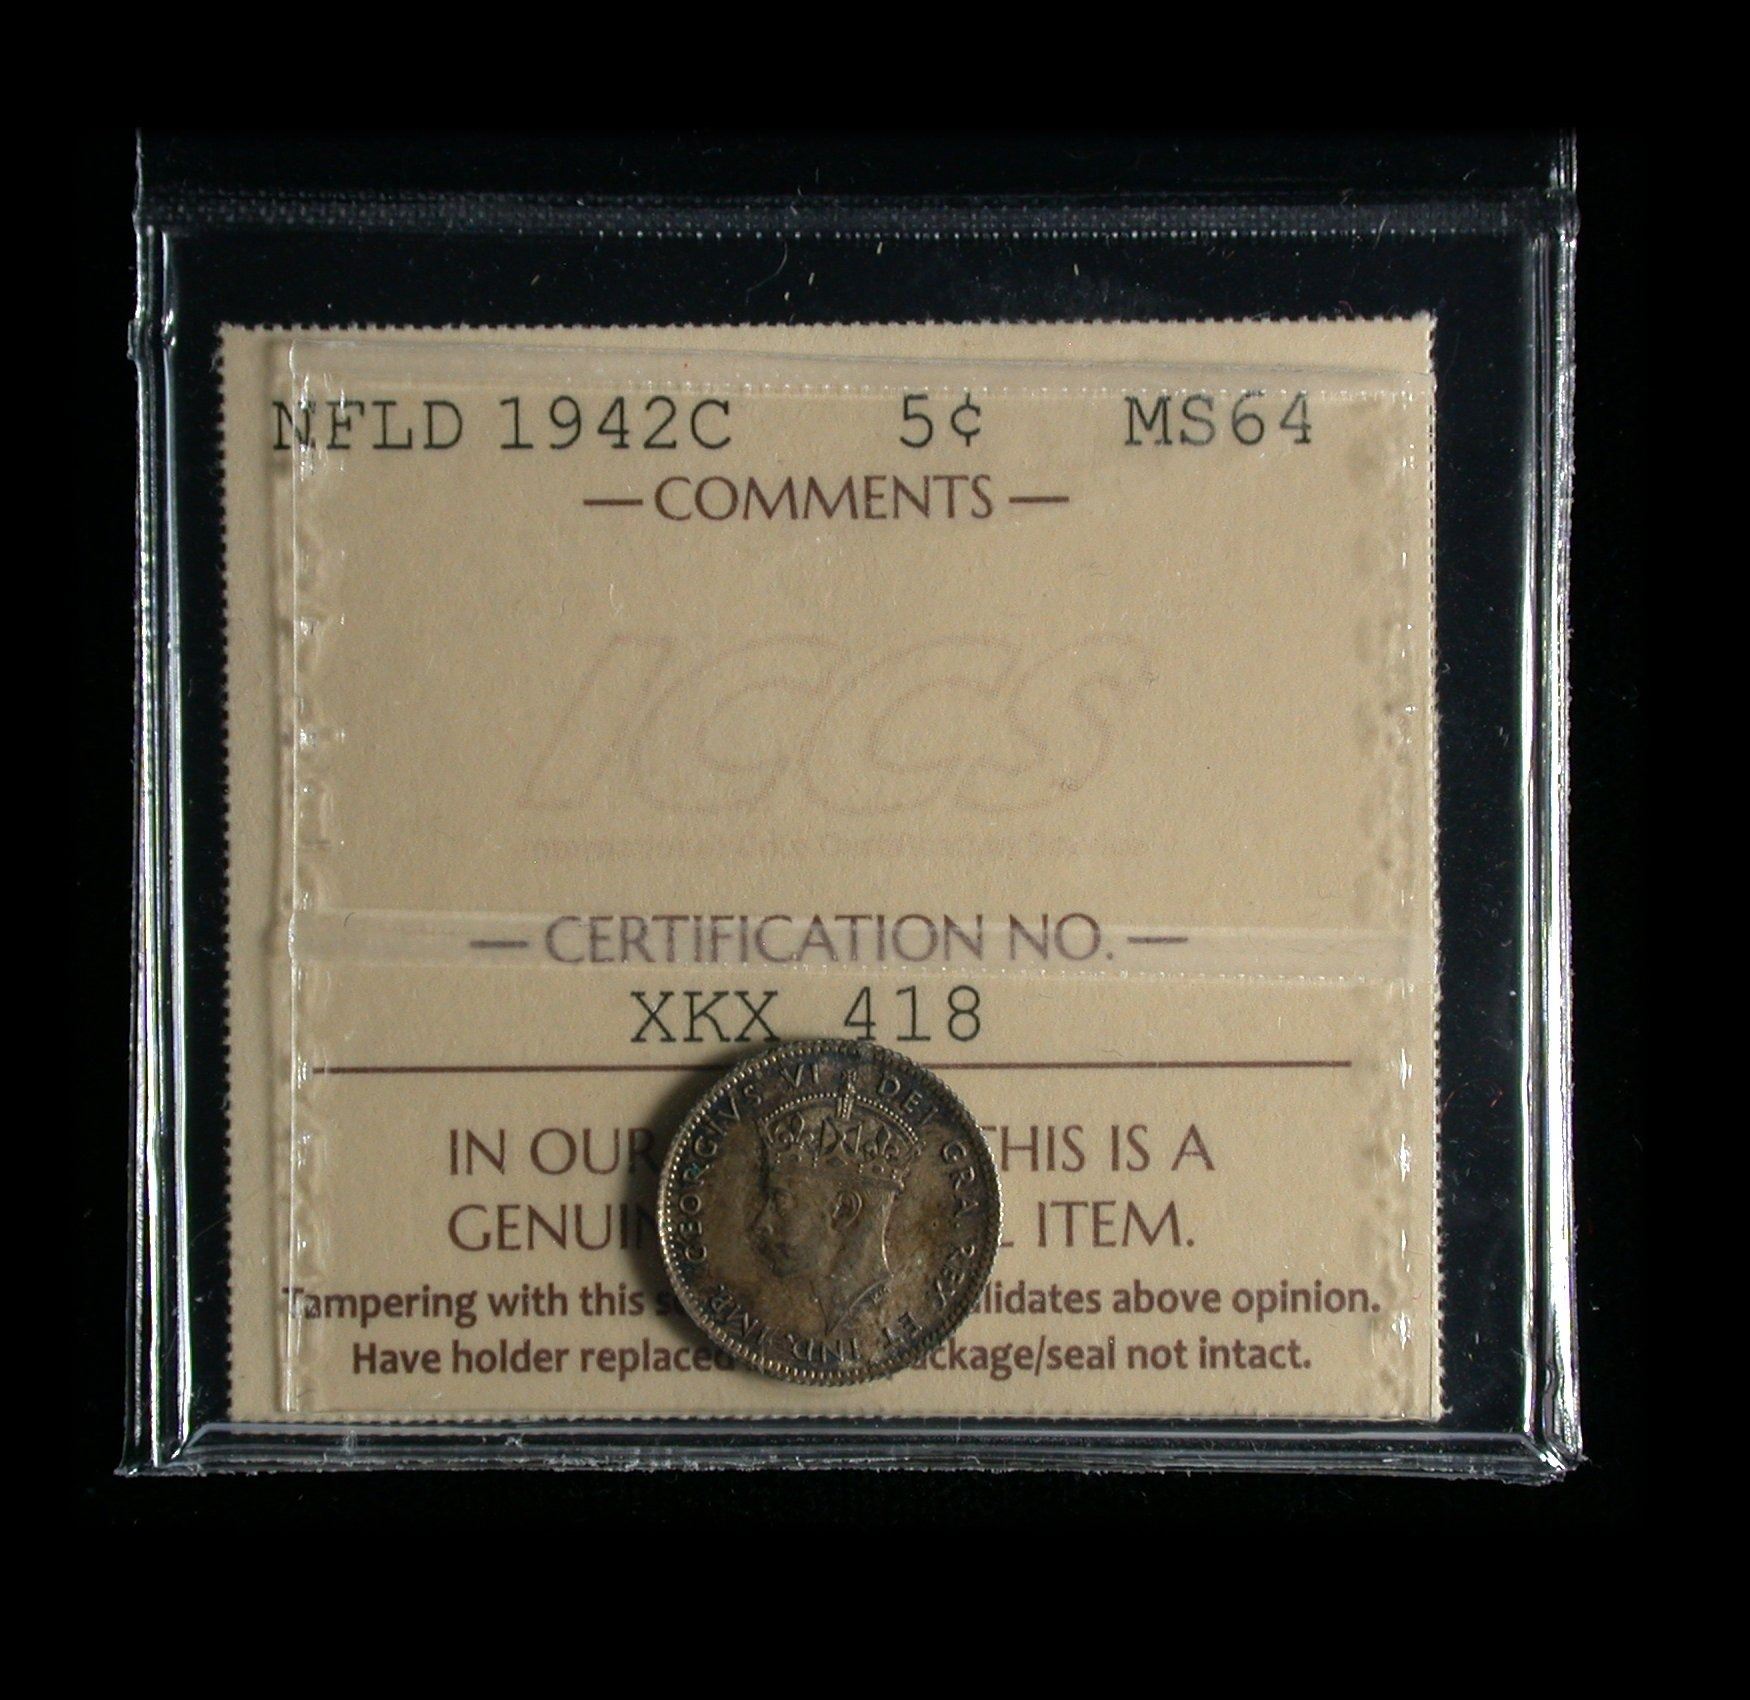 NFLD 1942C 5¢ MS64
— COMMENTS —
ICCS
— CERTIFICATION NO. —
XKX 418
IN OUR THIS IS A
GENUIN L ITEM.
Tampering with this s lidates above opinion.
Have holder replaced ckage/seal not intact.
GEORGIVS VI DEI GRA. REX ET IND. IMP.